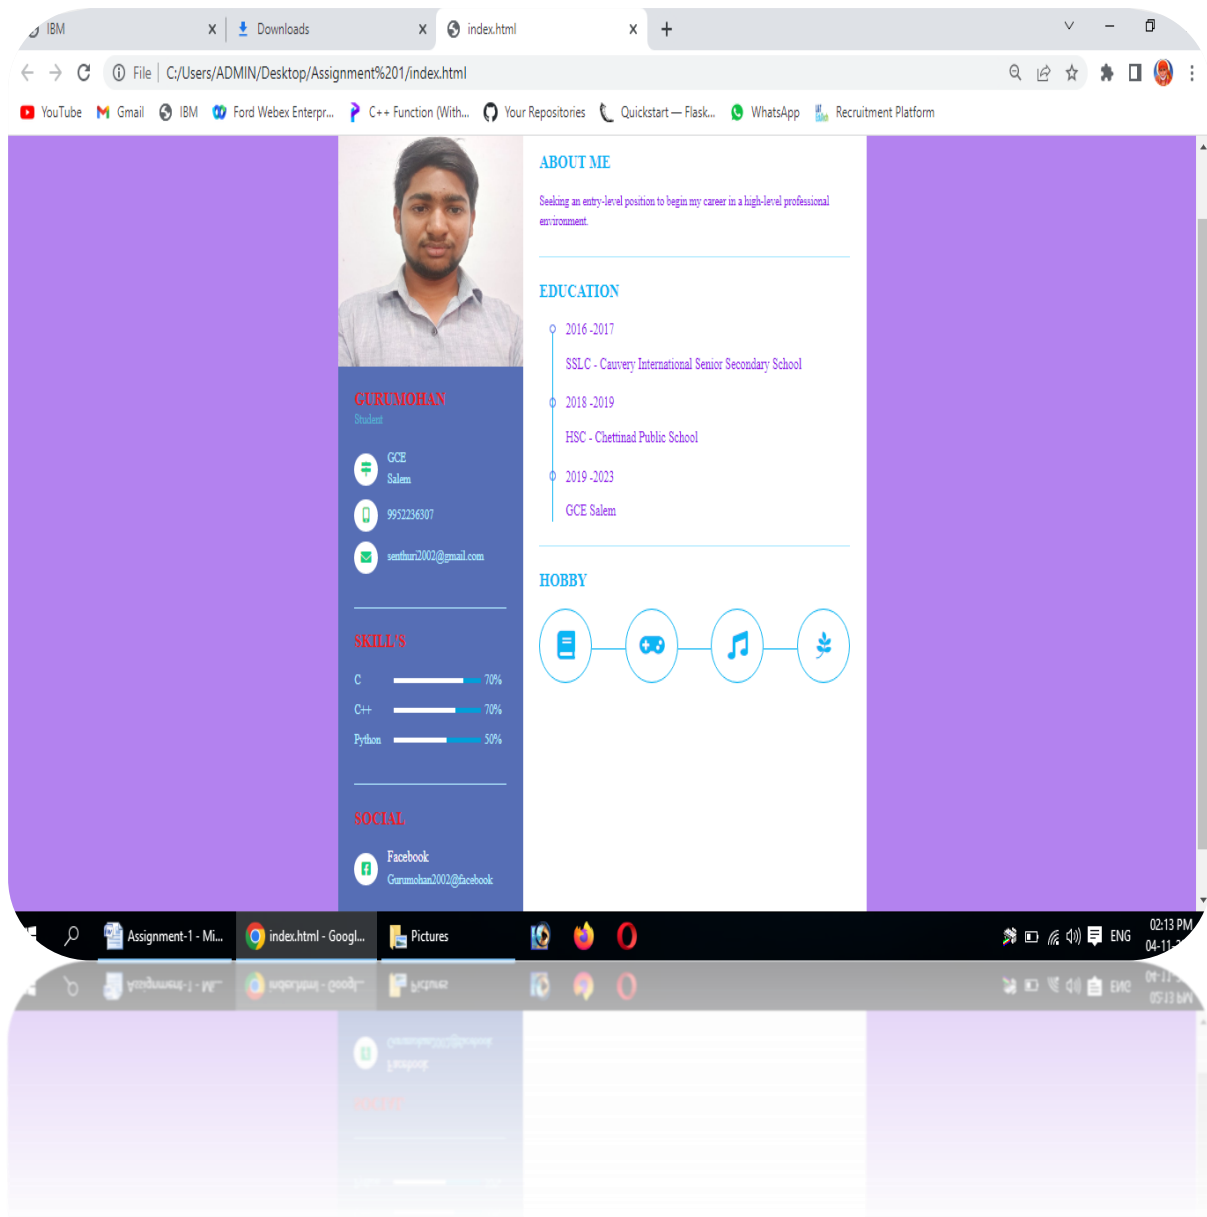 IBM
Downloads
index.html
File
C:/Users/ADMIN/Desktop/Assignment%201/index.html
YouTube
Gmail
IBM
Ford Webex Enterpr...
C++ Function (With...
Your Repositories
Quickstart — Flask...
WhatsApp
Recruitment Platform
GURUMOHAN
Student
GCE
Salem
9952236307
senthuri2002@gmail.com
SKILL'S
C 70%
C++ 70%
Python 50%
SOCIAL
Facebook
Gurumohan2002@facebook
ABOUT ME
Seeking an entry-level position to begin my career in a high-level professional
environment.
EDUCATION
2016 -2017
SSLC - Cauvery International Senior Secondary School
2018 -2019
HSC - Chettinad Public School
2019 -2023
GCE Salem
HOBBY
Assignment-1 - Mi...
index.html - Googl...
Pictures
ENG
02:13 PM
04-11-